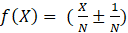 f(X) = (X/N ± 1/N)